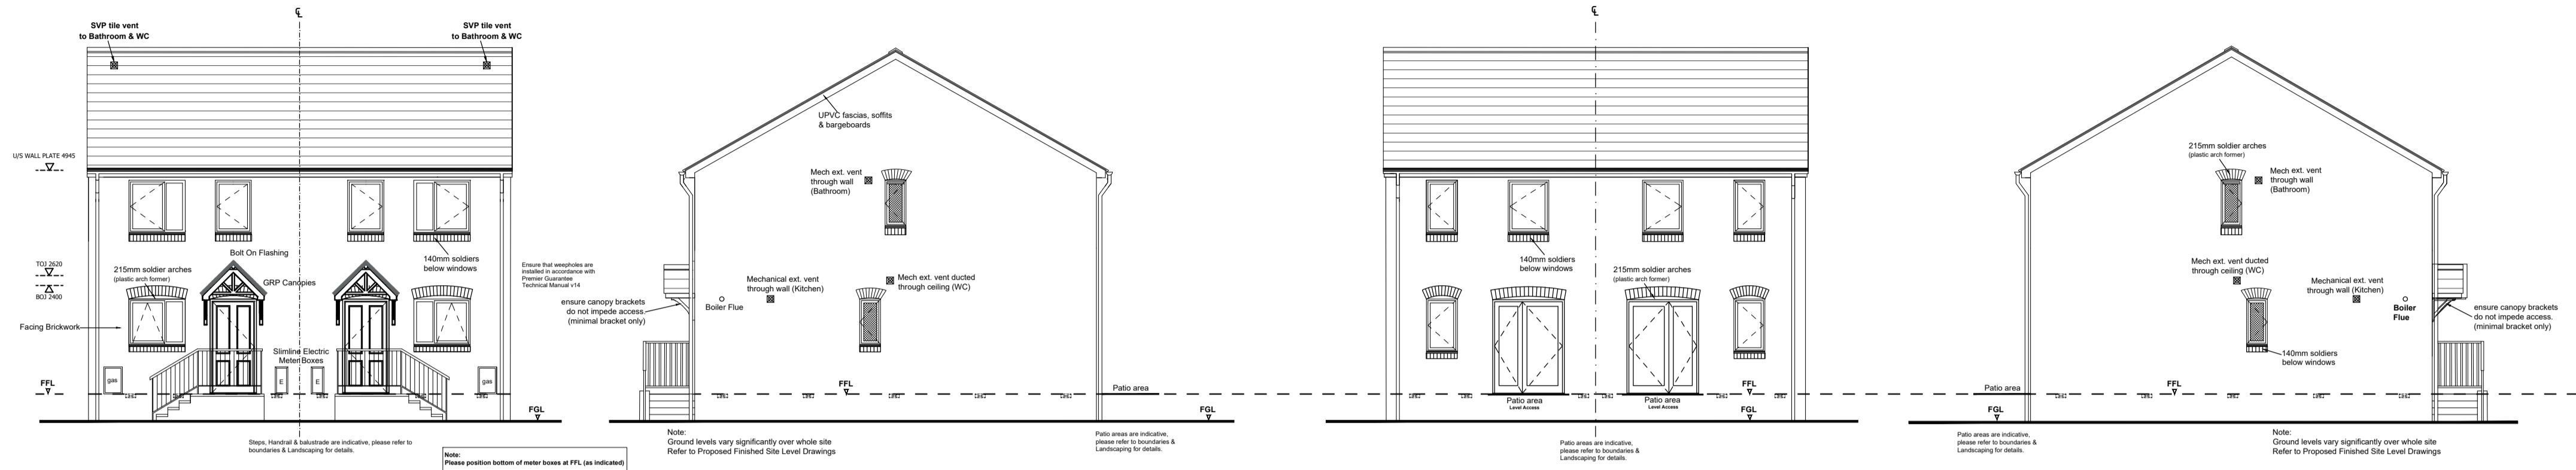 ℄
SVP tile vent
to Bathroom & WC
SVP tile vent
to Bathroom & WC
U/S WALL PLATE 4945
TOJ 2620
BOJ 2400
215mm soldier arches
(plastic arch former)
Facing Brickwork
Bolt On Flashing
GRP Canopies
140mm soldiers
below windows
Slimline Electric
Meter Boxes
gas
E
E
gas
FFL
FGL
Ensure that weepholes are
installed in accordance with
Premier Guarantee
Technical Manual v14
Steps, Handrail & balustrade are indicative, please refer to
boundaries & Landscaping for details.
Note:
Please position bottom of meter boxes at FFL (as indicated)
UPVC fascias, soffits
& bargeboards
Mech ext. vent
through wall
(Bathroom)
Mechanical ext. vent
through wall (Kitchen)
Mech ext. vent ducted
through ceiling (WC)
ensure canopy brackets
do not impede access.
(minimal bracket only)
Boiler Flue
FFL
Patio area
FGL
Note:
Ground levels vary significantly over whole site
Refer to Proposed Finished Site Level Drawings
Patio areas are indicative,
please refer to boundaries &
Landscaping for details.
℄
140mm soldiers
below windows
215mm soldier arches
(plastic arch former)
FFL
Patio area
Level Access
Patio area
Level Access
FGL
Patio areas are indicative,
please refer to boundaries &
Landscaping for details.
215mm soldier arches
(plastic arch former)
Mech ext. vent
through wall
(Bathroom)
Mech ext. vent ducted
through ceiling (WC)
Mechanical ext. vent
through wall (Kitchen)
Boiler
Flue
ensure canopy brackets
do not impede access.
(minimal bracket only)
140mm soldiers
below windows
Patio area
FFL
FGL
Patio areas are indicative,
please refer to boundaries &
Landscaping for details.
Note:
Ground levels vary significantly over whole site
Refer to Proposed Finished Site Level Drawings